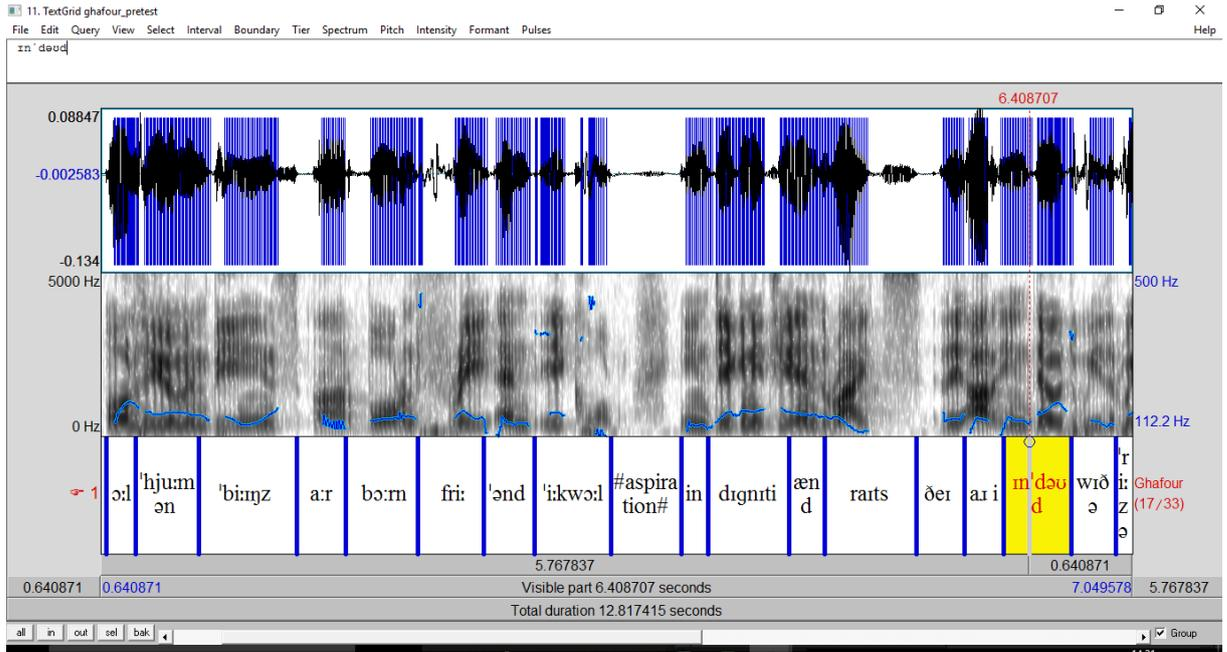 11. TextGrid ghafour_pretest
File Edit Query View Select Interval Boundary Tier Spectrum Pitch Intensity Formant Pulses Help
ɪnˈdəʊd
6.408707
0.08847
-0.002583
-0.134
5000 Hz 500 Hz
0 Hz 112.2 Hz
☞ 1
ɔːl
ˈhjuːm
ən
ˈbiːɪŋz
aːr
bɔːrn
friː
ˈənd
ˈiːkwɔːl
#aspira
tion#
in
dɪgnɪti
æn
d
raɪts
ðeɪ
a.ɪ i
ɪnˈdəʊ
d
wɪð
ə
ˈr
iː
z
ə
Ghafour
(17/33)
5.767837 0.640871
0.640871 0.640871 Visible part 6.408707 seconds 7.049578 5.767837
Total duration 12.817415 seconds
all in out sel bak Group